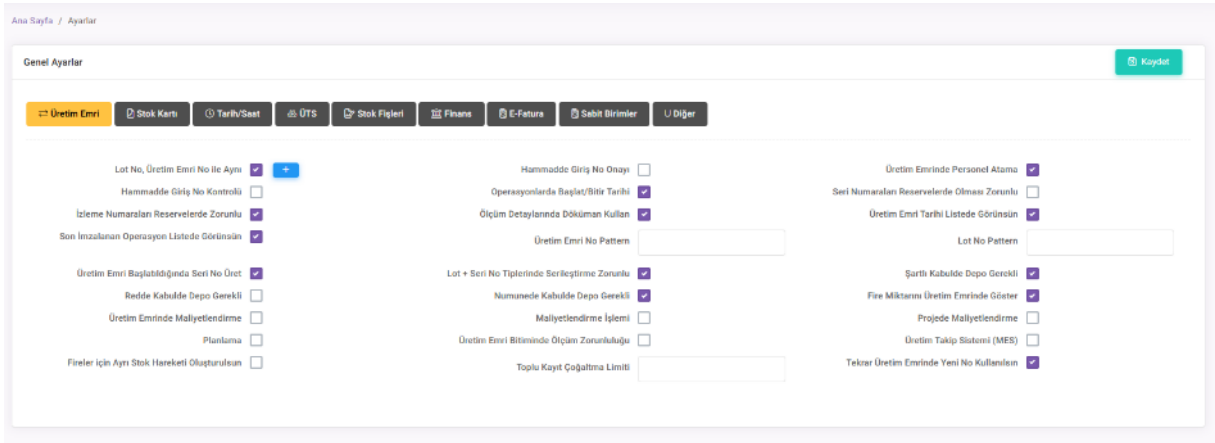 Ana Sayfa / Ayarlar
Genel Ayarlar
Kaydet
Üretim Emri
Stok Kartı
Tarih/Saat
ÜTS
Stok Fişleri
Finans
E-Fatura
Sabit Birimler
Diğer
Lot No, Üretim Emri No ile Aynı
Hammadde Giriş No Onayı
Üretim Emrinde Personel Atama
Hammadde Giriş No Kontrolü
Operasyonlarda Başlat/Bitir Tarihi
Seri Numaraları Reservelerde Olması Zorunlu
İzleme Numaraları Reservelerde Zorunlu
Ölçüm Detaylarında Döküman Kullan
Üretim Emri Tarihi Listede Görünsün
Son İmzalanan Operasyon Listede Görünsün
Üretim Emri No Pattern
Lot No Pattern
Üretim Emri Başlatıldığında Seri No Üret
Lot + Seri No Tiplerinde Serileştirme Zorunlu
Şartlı Kabulde Depo Gerekli
Redde Kabulde Depo Gerekli
Numunede Kabulde Depo Gerekli
Fire Miktarını Üretim Emrinde Göster
Üretim Emrinde Maliyetlendirme
Maliyetlendirme İşlemi
Projede Maliyetlendirme
Planlama
Üretim Emri Bitiminde Ölçüm Zorunluluğu
Üretim Takip Sistemi (MES)
Fireler için Ayrı Stok Hareketi Oluşturulsun
Toplu Kayıt Çoğaltma Limiti
Tekrar Üretim Emrinde Yeni No Kullanılsın